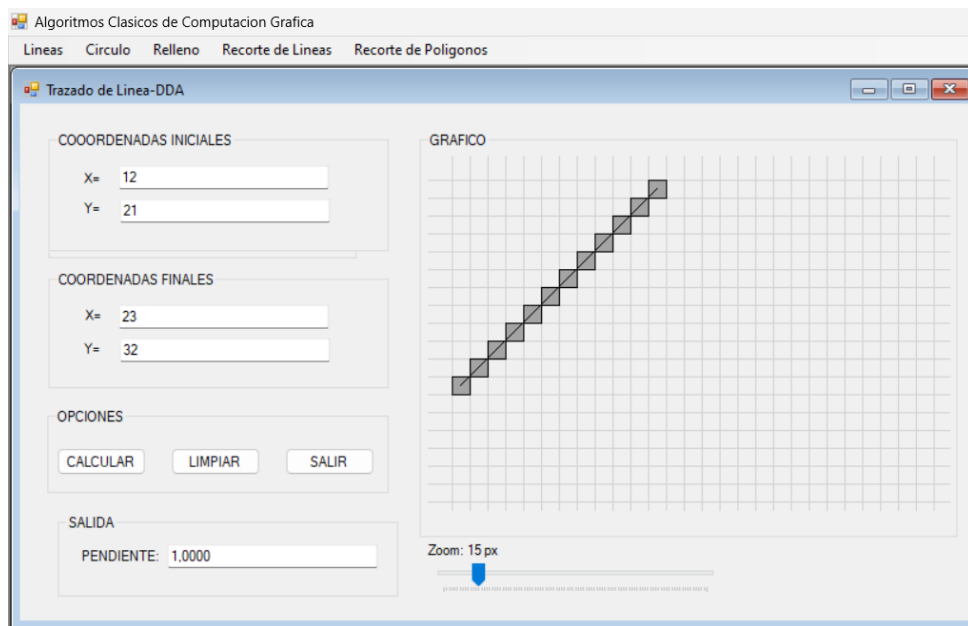 Algoritmos Clasicos de Computacion Grafica
Lineas Circulo Relleno Recorte de Lineas Recorte de Poligonos
Trazado de Linea-DDA
COOORDENADAS INICIALES
X= 12
Y= 21
COORDENADAS FINALES
X= 23
Y= 32
OPCIONES
CALCULAR LIMPIAR SALIR
SALIDA
PENDIENTE: 1,0000
GRAFICO
Zoom: 15 px